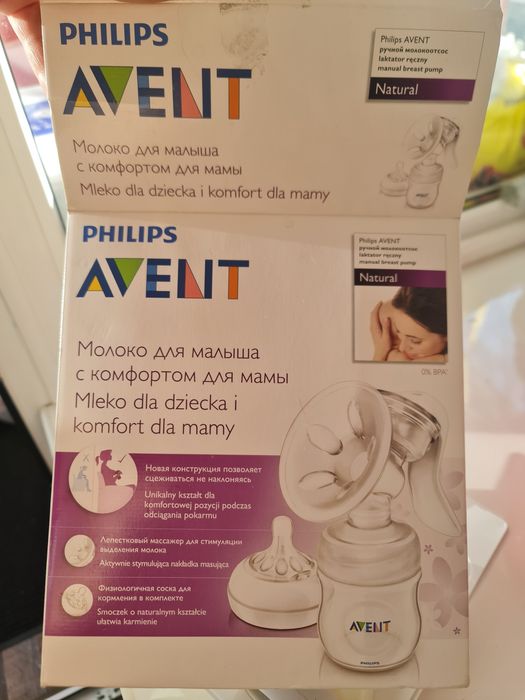 PHILIPS
AVENT
Молоко для малыша
с комфортом для мамы
Mleko dla dziecka i komfort dla mamy
Philips AVENT
ручной молокоотсос
laktator ręczny
manual breast pump
Natural
AVENT
PHILIPS
AVENT
Молоко для малыша
с комфортом для мамы
Mleko dla dziecka i
komfort dla mamy
Philips AVENT
ручной молокоотсос
laktator ręczny
manual breast pump
Natural
0% BPA*
Новая конструкция позволяет
сцеживаться не наклоняясь
Unikalny kształt dla
komfortowej pozycji podczas
odciągania pokarmu
Лепестковый массажер для стимуляции
выделения молока
Aktywnie stymulująca nakładka masująca
Физиологичная соска для
кормления в комплекте
Smoczek o naturalnym kształcie
ułatwia karmienie
PHILIPS
AVENT